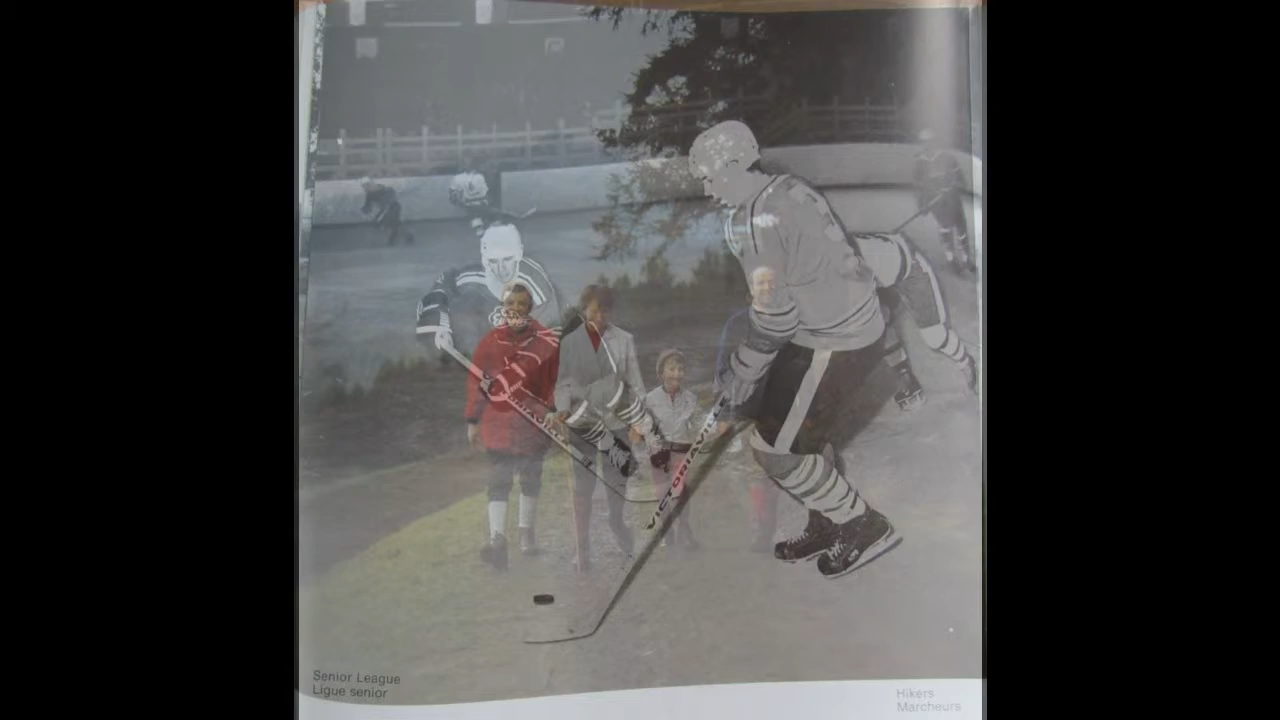 VICTORIAVILLE
Senior League
Ligue senior
Hikers
Marcheurs